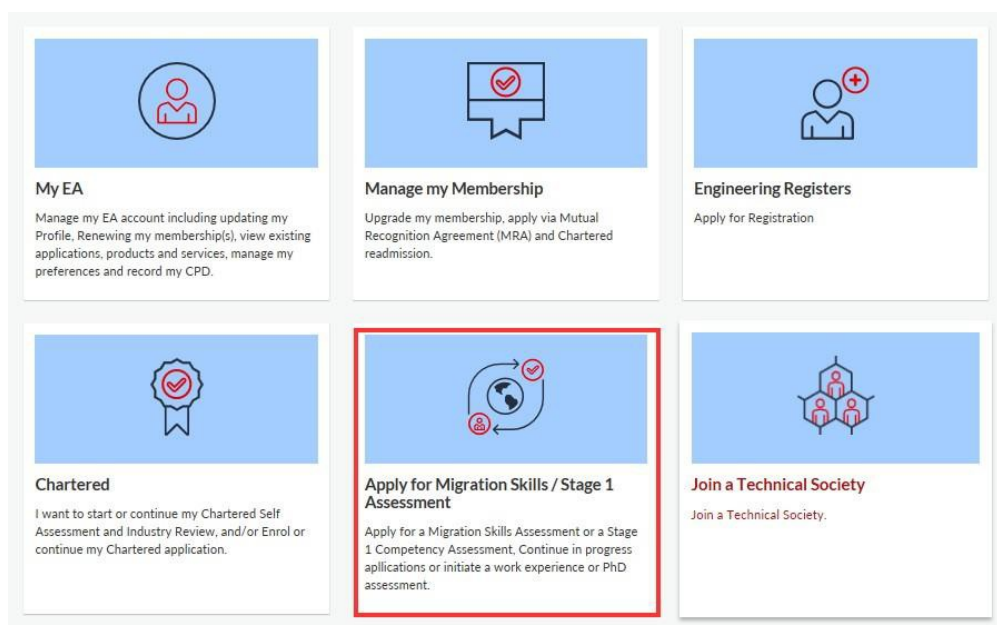 My EA
Manage my EA account including updating my
Profile, Renewing my membership(s), view existing
applications, products and services, manage my
preferences and record my CPD.
Manage my Membership
Upgrade my membership, apply via Mutual
Recognition Agreement (MRA) and Chartered
readmission.
Engineering Registers
Apply for Registration
Chartered
I want to start or continue my Chartered Self
Assessment and Industry Review, and/or Enrol or
continue my Chartered application.
Apply for Migration Skills / Stage 1
Assessment
Apply for a Migration Skills Assessment or a Stage
1 Competency Assessment, Continue in progress
apllications or initiate a work experience or PhD
assessment.
Join a Technical Society
Join a Technical Society.